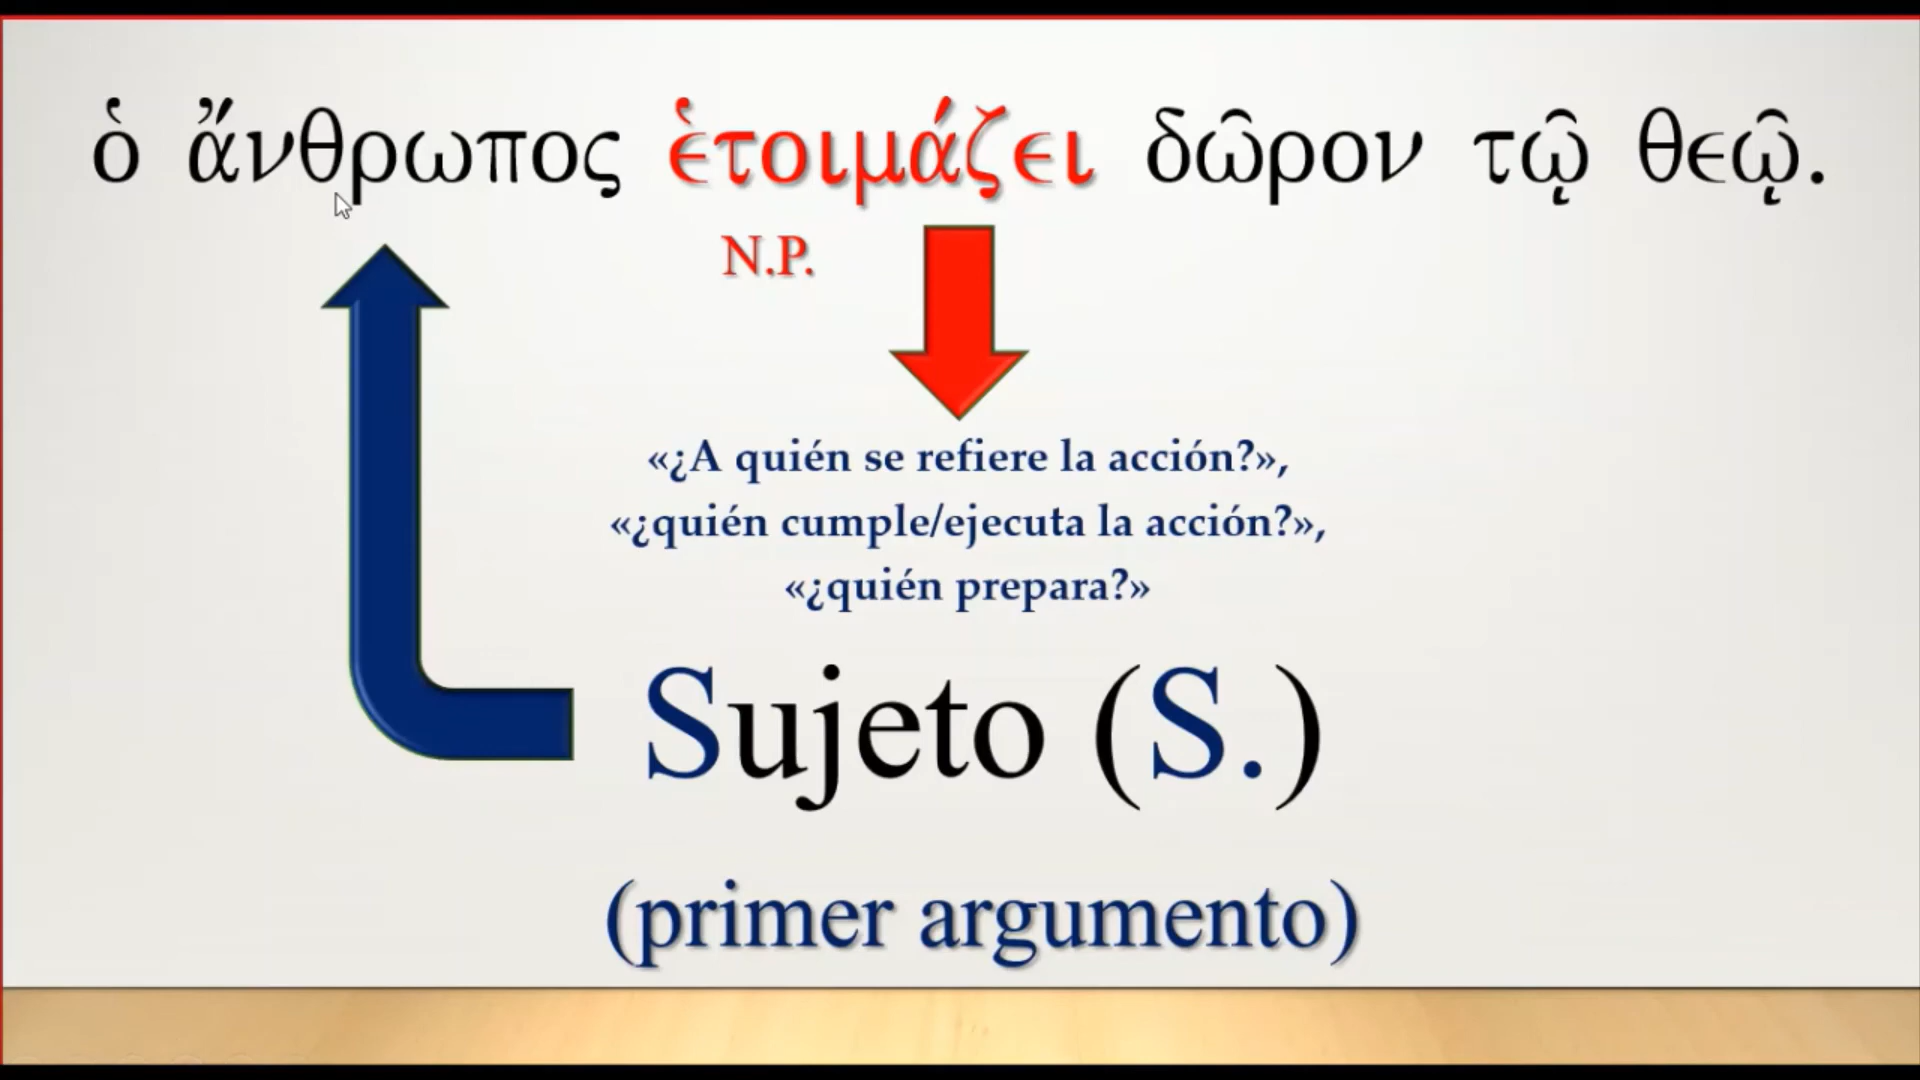 ὁ ἄνθρωπος ἑτοιμάζει δῶρον τῷ θεῷ.
N.P.
«¿A quién se refiere la acción?»,
«¿quién cumple/ejecuta la acción?»,
«¿quién prepara?»
Sujeto (S.)
(primer argumento)